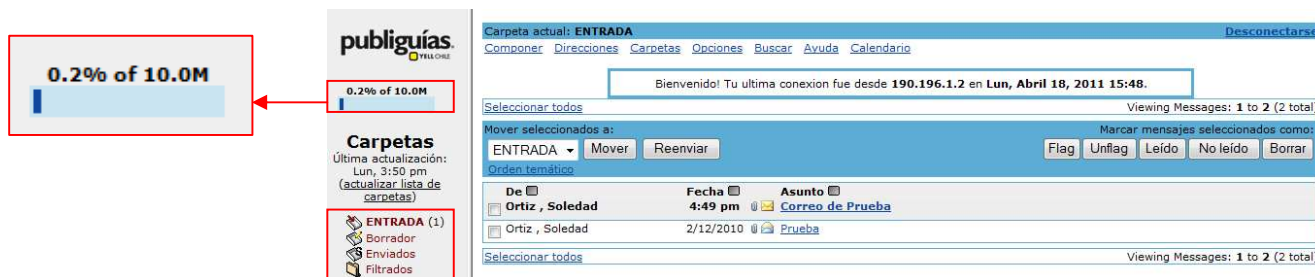 0.2% of 10.0M
publiguías.
YELL CHILE
0.2% of 10.0M
Carpetas
Última actualización:
Lun, 3:50 pm
(actualizar lista de
carpetas)
ENTRADA (1)
Borrador
Enviados
Filtrados
Carpeta actual: ENTRADA Desconectarse
Componer Direcciones Carpetas Opciones Buscar Ayuda Calendario
Bienvenido! Tu ultima conexion fue desde 190.196.1.2 en Lun, Abril 18, 2011 15:48.
Seleccionar todos Viewing Messages: 1 to 2 (2 total)
Mover seleccionados a: Marcar mensajes seleccionados como:
ENTRADA Mover Reenviar Flag Unflag Leído No leído Borrar
Orden temático
De Fecha Asunto
Ortiz , Soledad 4:49 pm Correo de Prueba
Ortiz , Soledad 2/12/2010 Prueba
Seleccionar todos Viewing Messages: 1 to 2 (2 total)